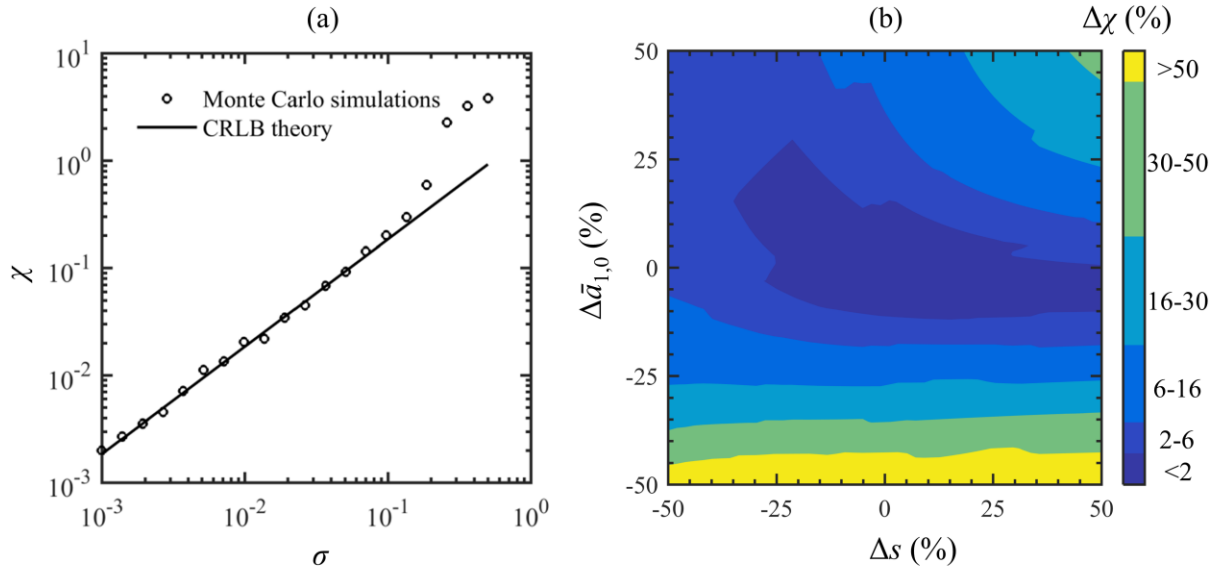 (a)
10^1
10^0
10^-1
10^-2
10^-3
χ
Monte Carlo simulations
CRLB theory
10^-3
10^-2
10^-1
10^0
σ
(b)
Δχ (%)
50
25
0
-25
-50
Δā_1,0 (%)
-50
-25
0
25
50
Δs (%)
>50
30-50
16-30
6-16
2-6
<2